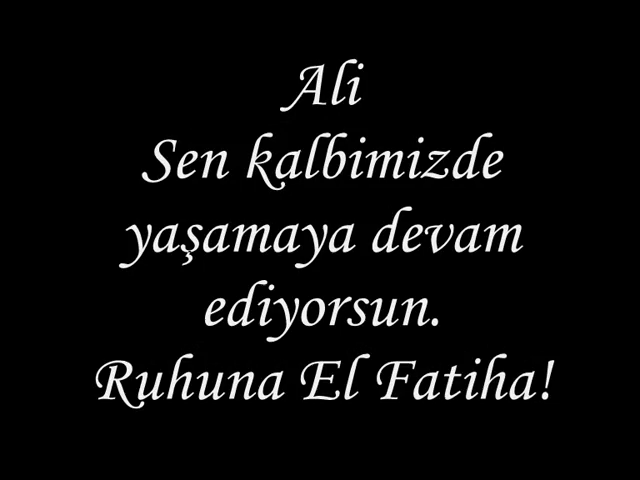 Ali
Sen kalbimizde
yaşamaya devam
ediyorsun.
Ruhuna El Fatiha!